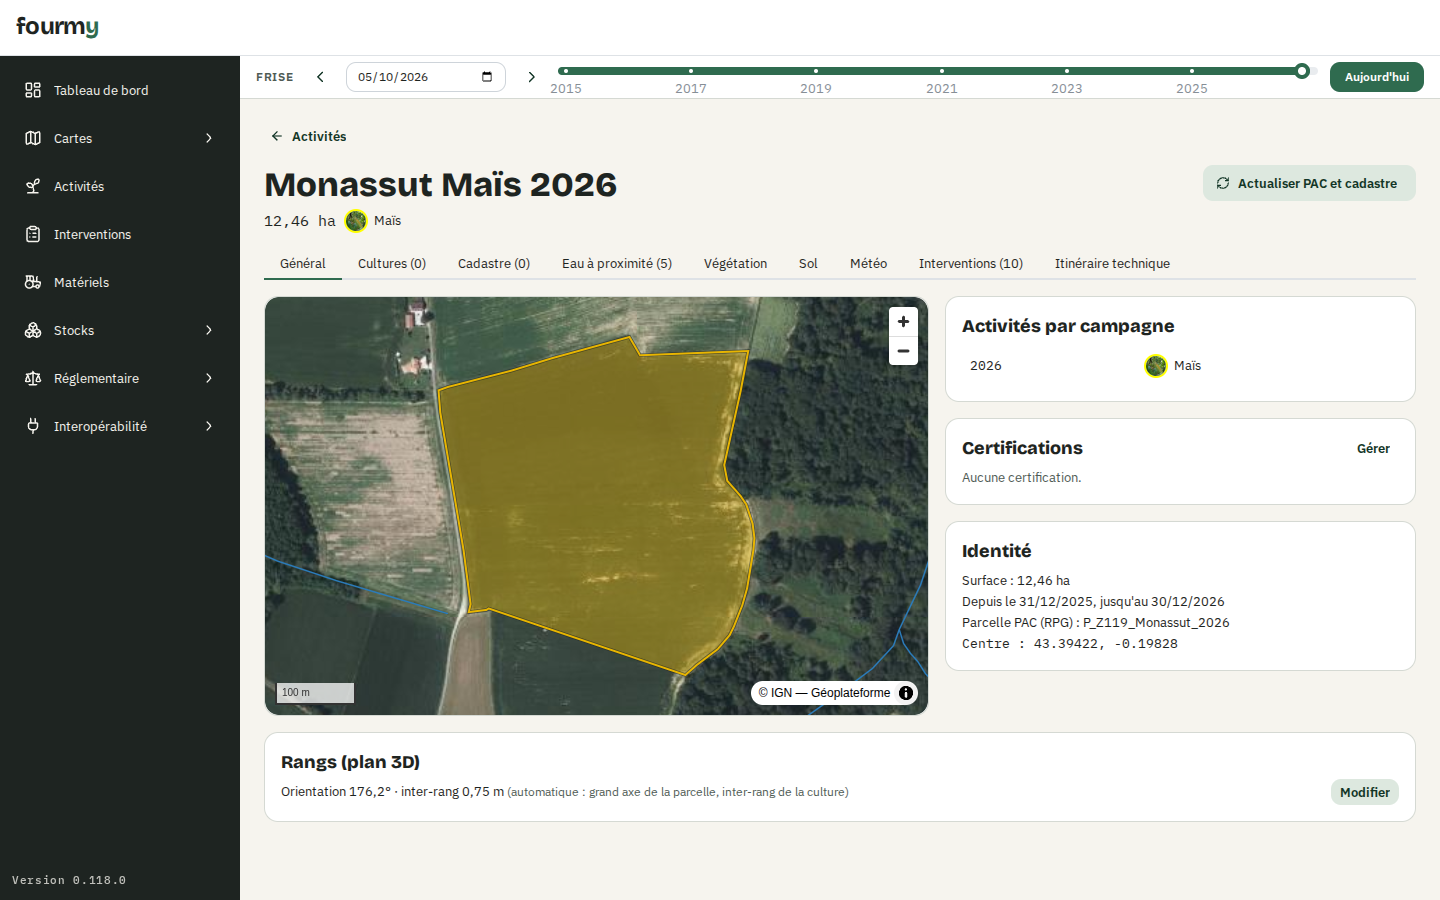 fourmy
FRISE
05/10/2026
2015
2017
2019
2021
2023
2025
Aujourd'hui
Tableau de bord
Cartes
Activités
Interventions
Matériels
Stocks
Réglementaire
Interopérabilité
Version 0.118.0
Activités
Monassut Maïs 2026
Actualiser PAC et cadastre
12,46 ha
Maïs
Général
Cultures (0)
Cadastre (0)
Eau à proximité (5)
Végétation
Sol
Météo
Interventions (10)
Itinéraire technique
100 m
© IGN — Géoplateforme
Activités par campagne
2026
Maïs
Certifications
Gérer
Aucune certification.
Identité
Surface : 12,46 ha
Depuis le 31/12/2025, jusqu'au 30/12/2026
Parcelle PAC (RPG) : P_Z119_Monassut_2026
Centre : 43.39422, -0.19828
Rangs (plan 3D)
Orientation 176,2° · inter-rang 0,75 m (automatique : grand axe de la parcelle, inter-rang de la culture)
Modifier